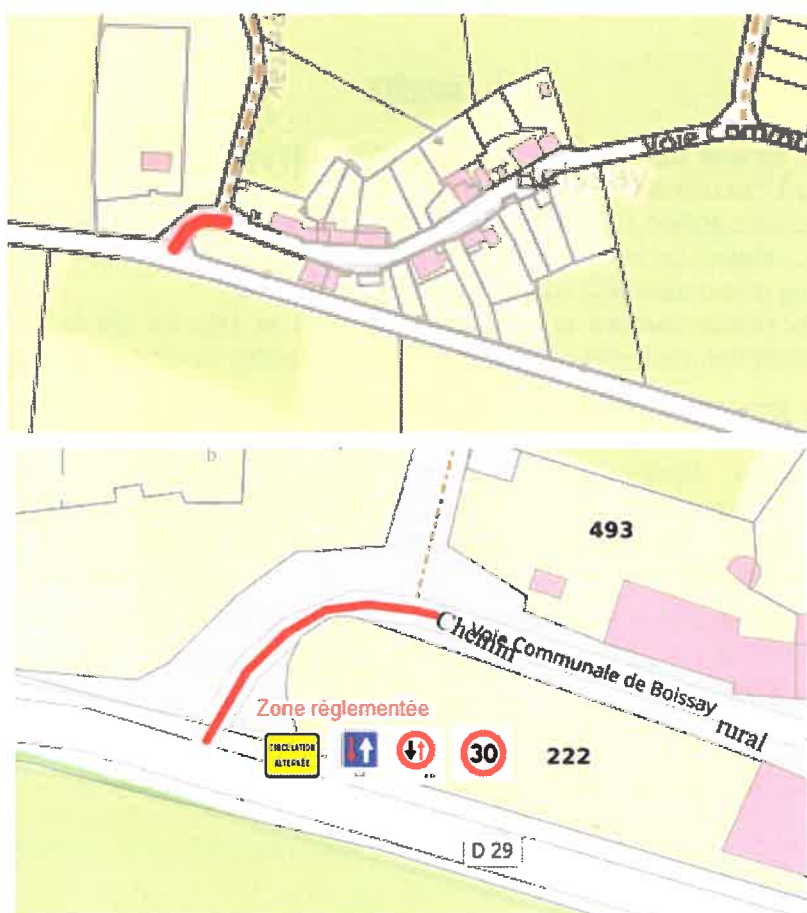 Voie Commu
b
493
Chemin
Voie Communale de Boissay
rural
Zone règlementée
CIRCULATION
ALTERNÉE
30
222
D 29